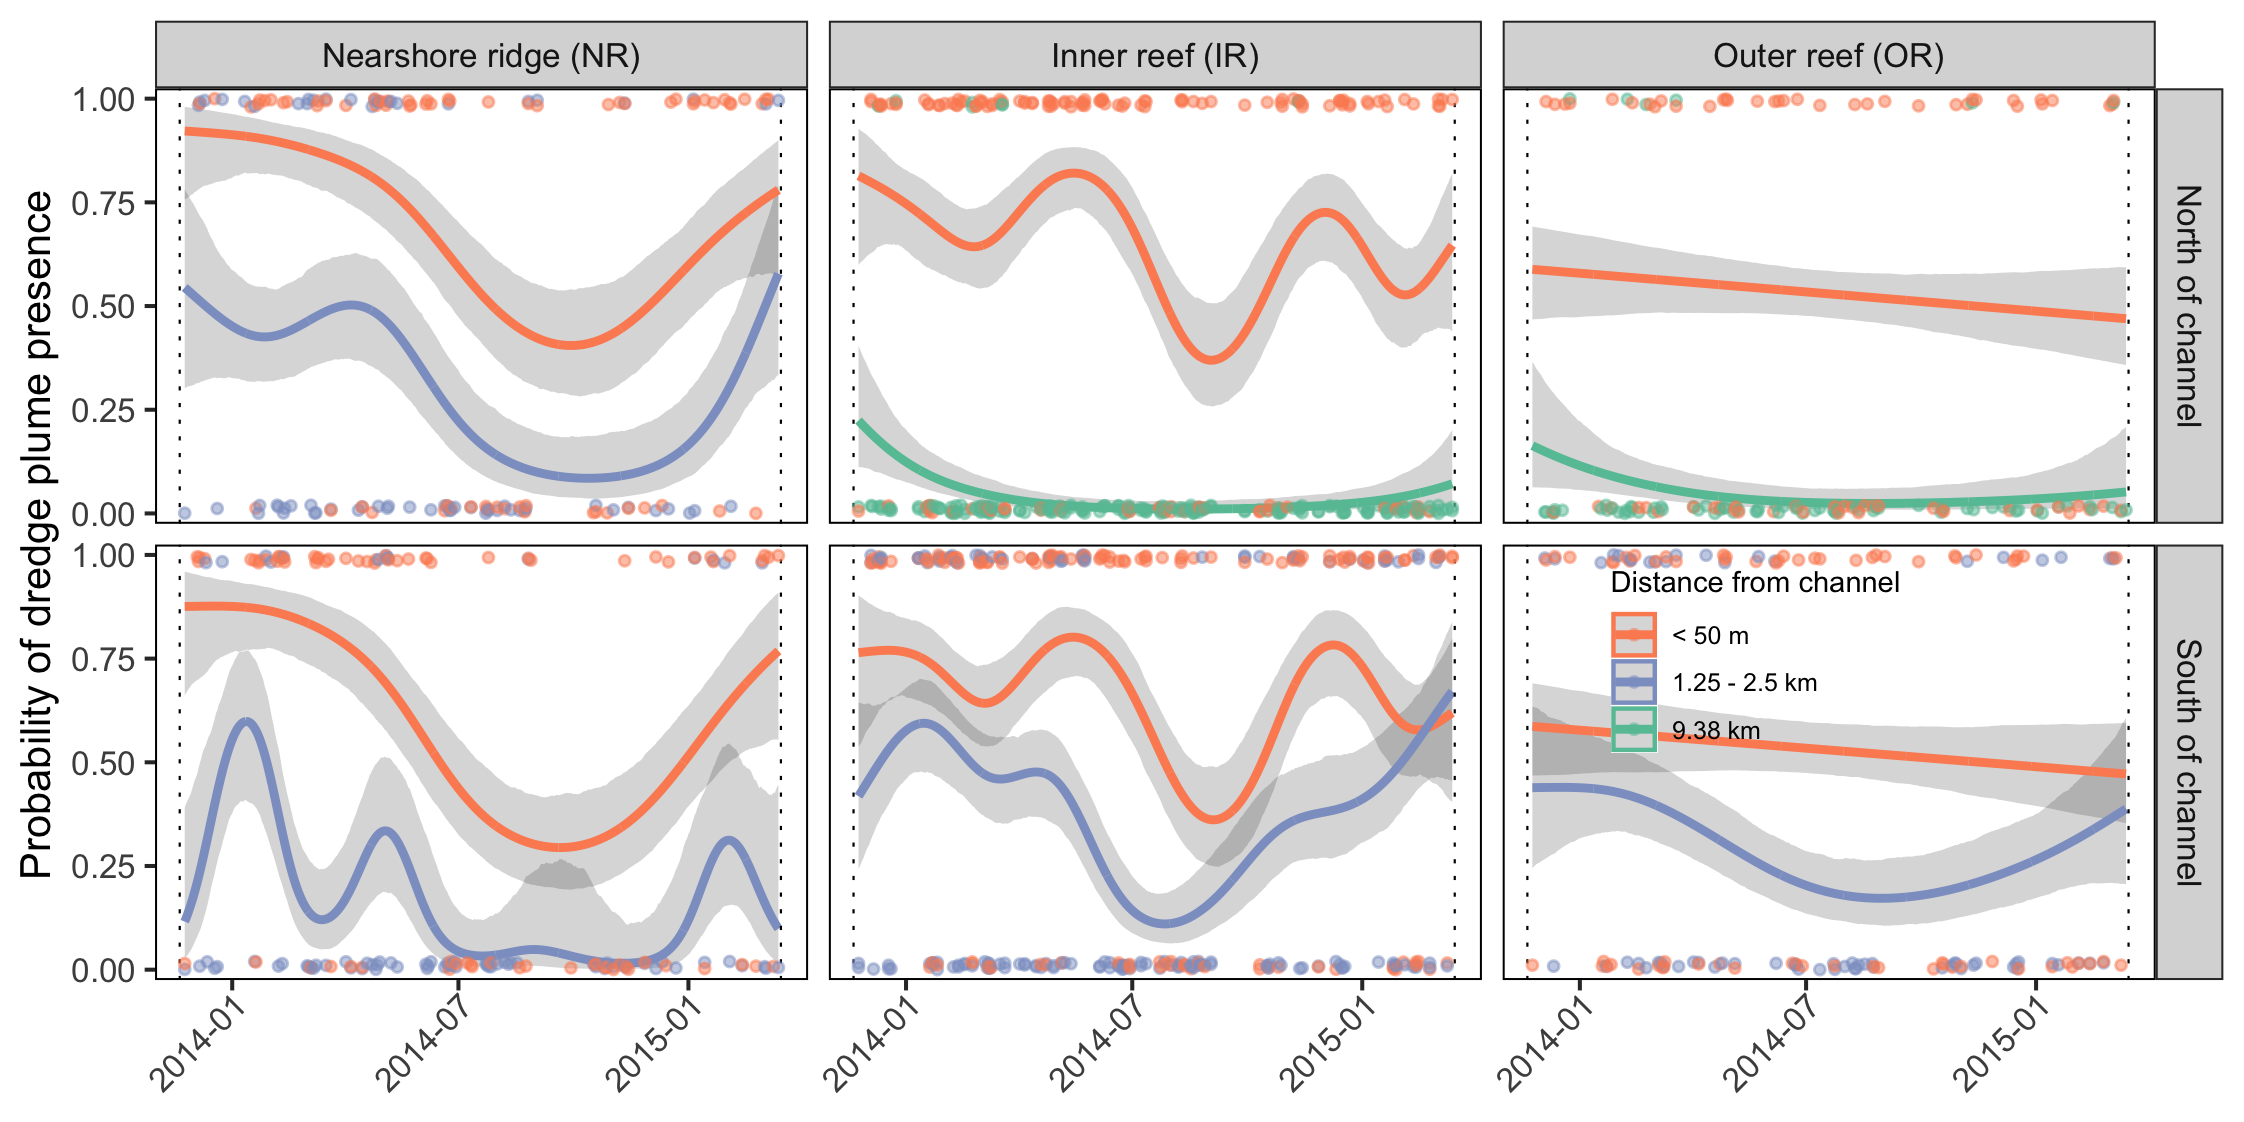 Nearshore ridge (NR)
Inner reef (IR)
Outer reef (OR)
Probability of dredge plume presence
1.00
0.75
0.50
0.25
0.00
North of channel
1.00
0.75
0.50
0.25
0.00
South of channel
Distance from channel
< 50 m
1.25 - 2.5 km
9.38 km
2014-01
2014-07
2015-01
2014-01
2014-07
2015-01
2014-01
2014-07
2015-01